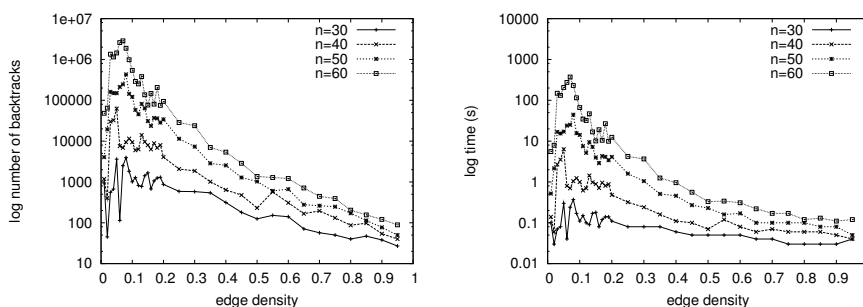 1e+07
1e+06
100000
10000
1000
100
10
log number of backtracks
0 0.1 0.2 0.3 0.4 0.5 0.6 0.7 0.8 0.9 1
edge density
n=30
n=40
n=50
n=60
10000
1000
100
10
1
0.1
0.01
log time (s)
0 0.1 0.2 0.3 0.4 0.5 0.6 0.7 0.8 0.9
edge density
n=30
n=40
n=50
n=60